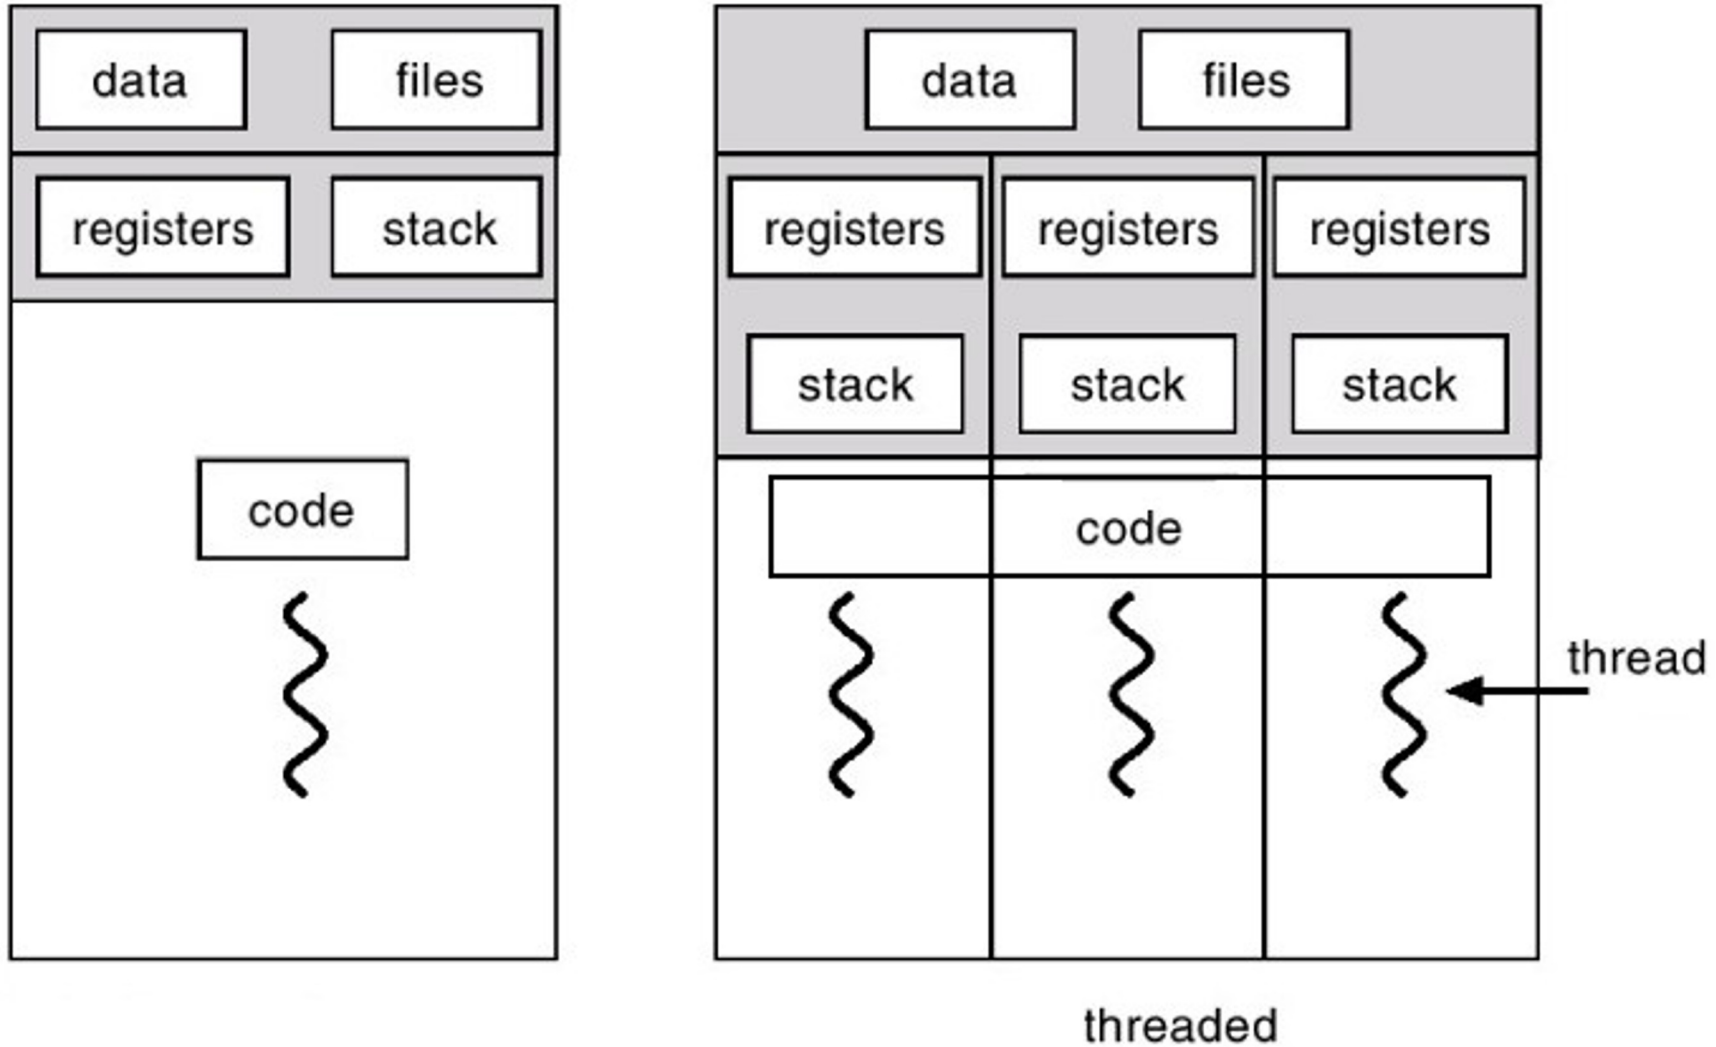 data files
registers stack
code
data files
registers registers registers
stack stack stack
code
thread
threaded